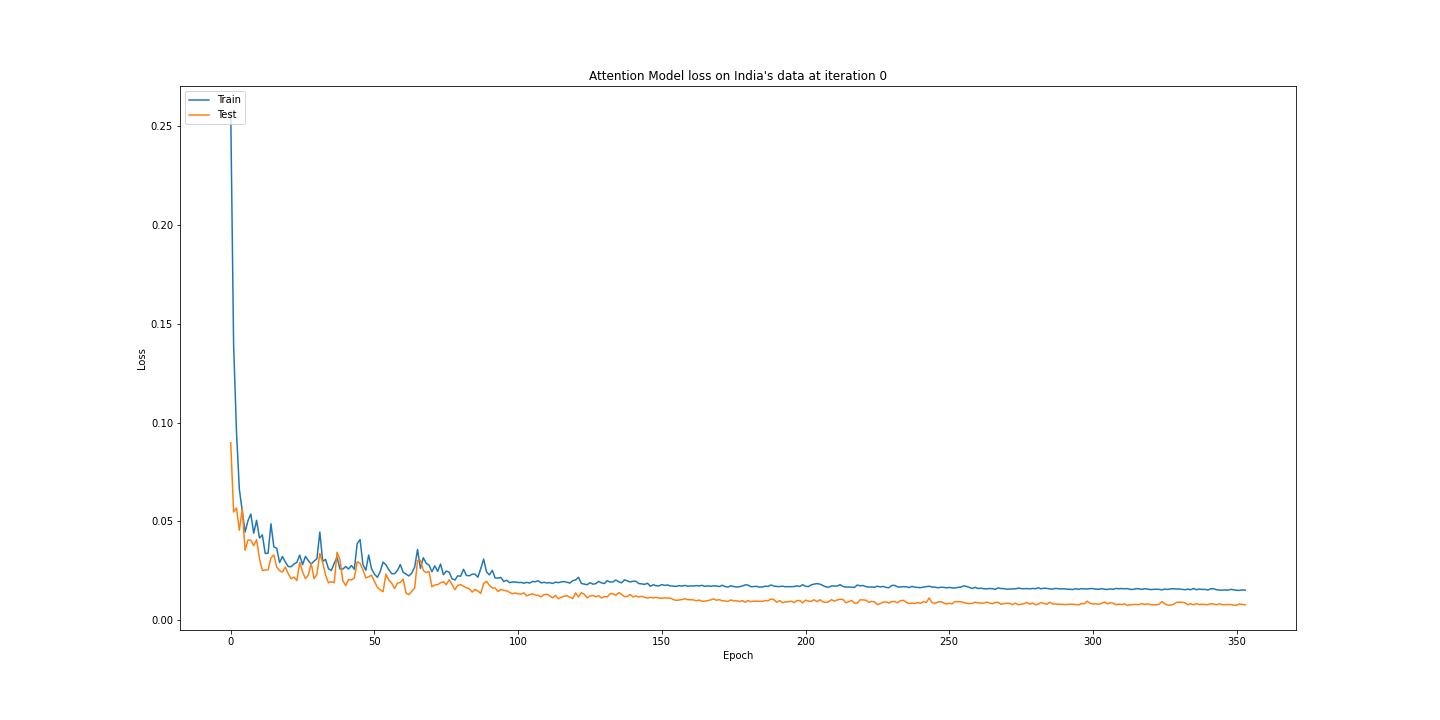 Attention Model loss on India's data at iteration 0
Train
Test
0.25
0.20
0.15
0.10
0.05
0.00
Loss
0 50 100 150 200 250 300 350
Epoch